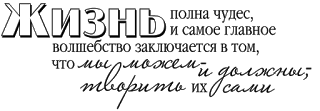 Жизнь полна чудес,
и самое главное
волшебство заключается в том,
что мы можем - и должны, -
творить их сами